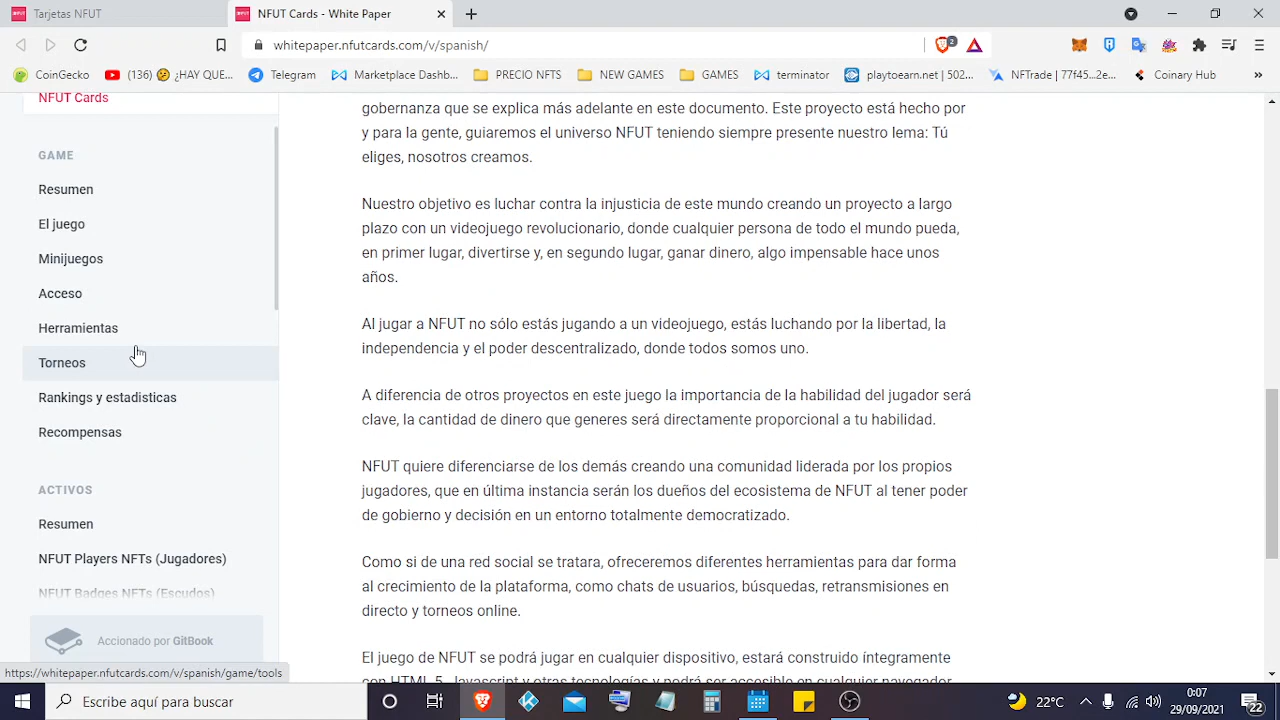 Tarjetas NFUT
NFUT Cards - White Paper
whitepaper.nfutcards.com/v/spanish/
2
CoinGecko
(136) 🤔 ¿HAY QUE...
Telegram
Marketplace Dashb...
PRECIO NFTS
NEW GAMES
GAMES
terminator
playtoearn.net | 502...
NFTrade | 77f45...2e...
Coinary Hub
»
NFUT Cards
GAME
Resumen
El juego
Minijuegos
Acceso
Herramientas
Torneos
Rankings y estadisticas
Recompensas
ACTIVOS
Resumen
NFUT Players NFTs (Jugadores)
NFUT Badges NFTs (Escudos)
Accionado por GitBook
https://whitepaper.nfutcards.com/v/spanish/game/tools
gobernanza que se explica más adelante en este documento. Este proyecto está hecho por
y para la gente, guiaremos el universo NFUT teniendo siempre presente nuestro lema: Tú
eliges, nosotros creamos.
Nuestro objetivo es luchar contra la injusticia de este mundo creando un proyecto a largo
plazo con un videojuego revolucionario, donde cualquier persona de todo el mundo pueda,
en primer lugar, divertirse y, en segundo lugar, ganar dinero, algo impensable hace unos
años.
Al jugar a NFUT no sólo estás jugando a un videojuego, estás luchando por la libertad, la
independencia y el poder descentralizado, donde todos somos uno.
A diferencia de otros proyectos en este juego la importancia de la habilidad del jugador será
clave, la cantidad de dinero que generes será directamente proporcional a tu habilidad.
NFUT quiere diferenciarse de los demás creando una comunidad liderada por los propios
jugadores, que en última instancia serán los dueños del ecosistema de NFUT al tener poder
de gobierno y decisión en un entorno totalmente democratizado.
Como si de una red social se tratara, ofreceremos diferentes herramientas para dar forma
al crecimiento de la plataforma, como chats de usuarios, búsquedas, retransmisiones en
directo y torneos online.
El juego de NFUT se podrá jugar en cualquier dispositivo, estará construido íntegramente
con HTML 5, Javascript y otras tecnologías y podrá ser accesible en cualquier navegador
Escribe aquí para buscar
22°C
0:07
29/09/2021
22